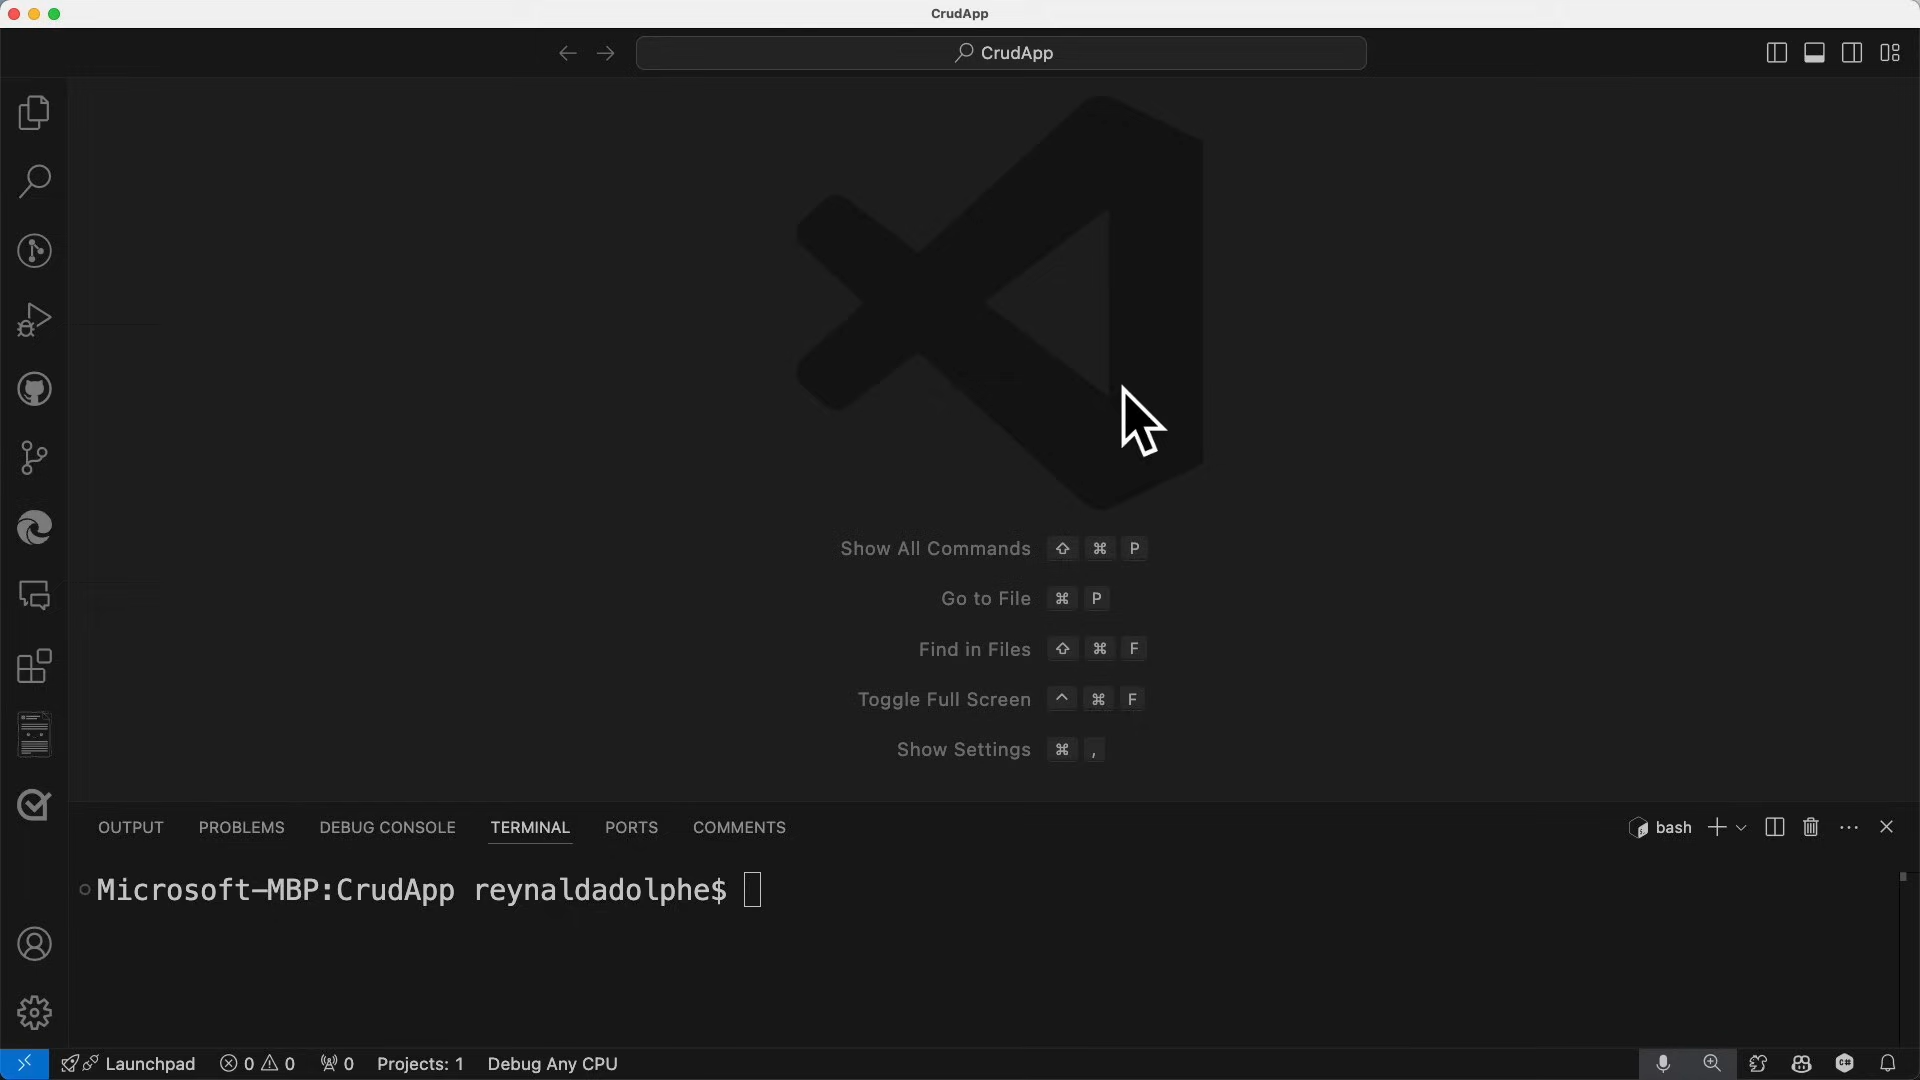 CrudApp
CrudApp
Show All Commands ⇧ ⌘ P
Go to File ⌘ P
Find in Files ⇧ ⌘ F
Toggle Full Screen ^ ⌘ F
Show Settings ⌘ ,
OUTPUT PROBLEMS DEBUG CONSOLE TERMINAL PORTS COMMENTS bash
Microsoft-MBP:CrudApp reynaldadolphe$
Launchpad 0 0 0 Projects: 1 Debug Any CPU